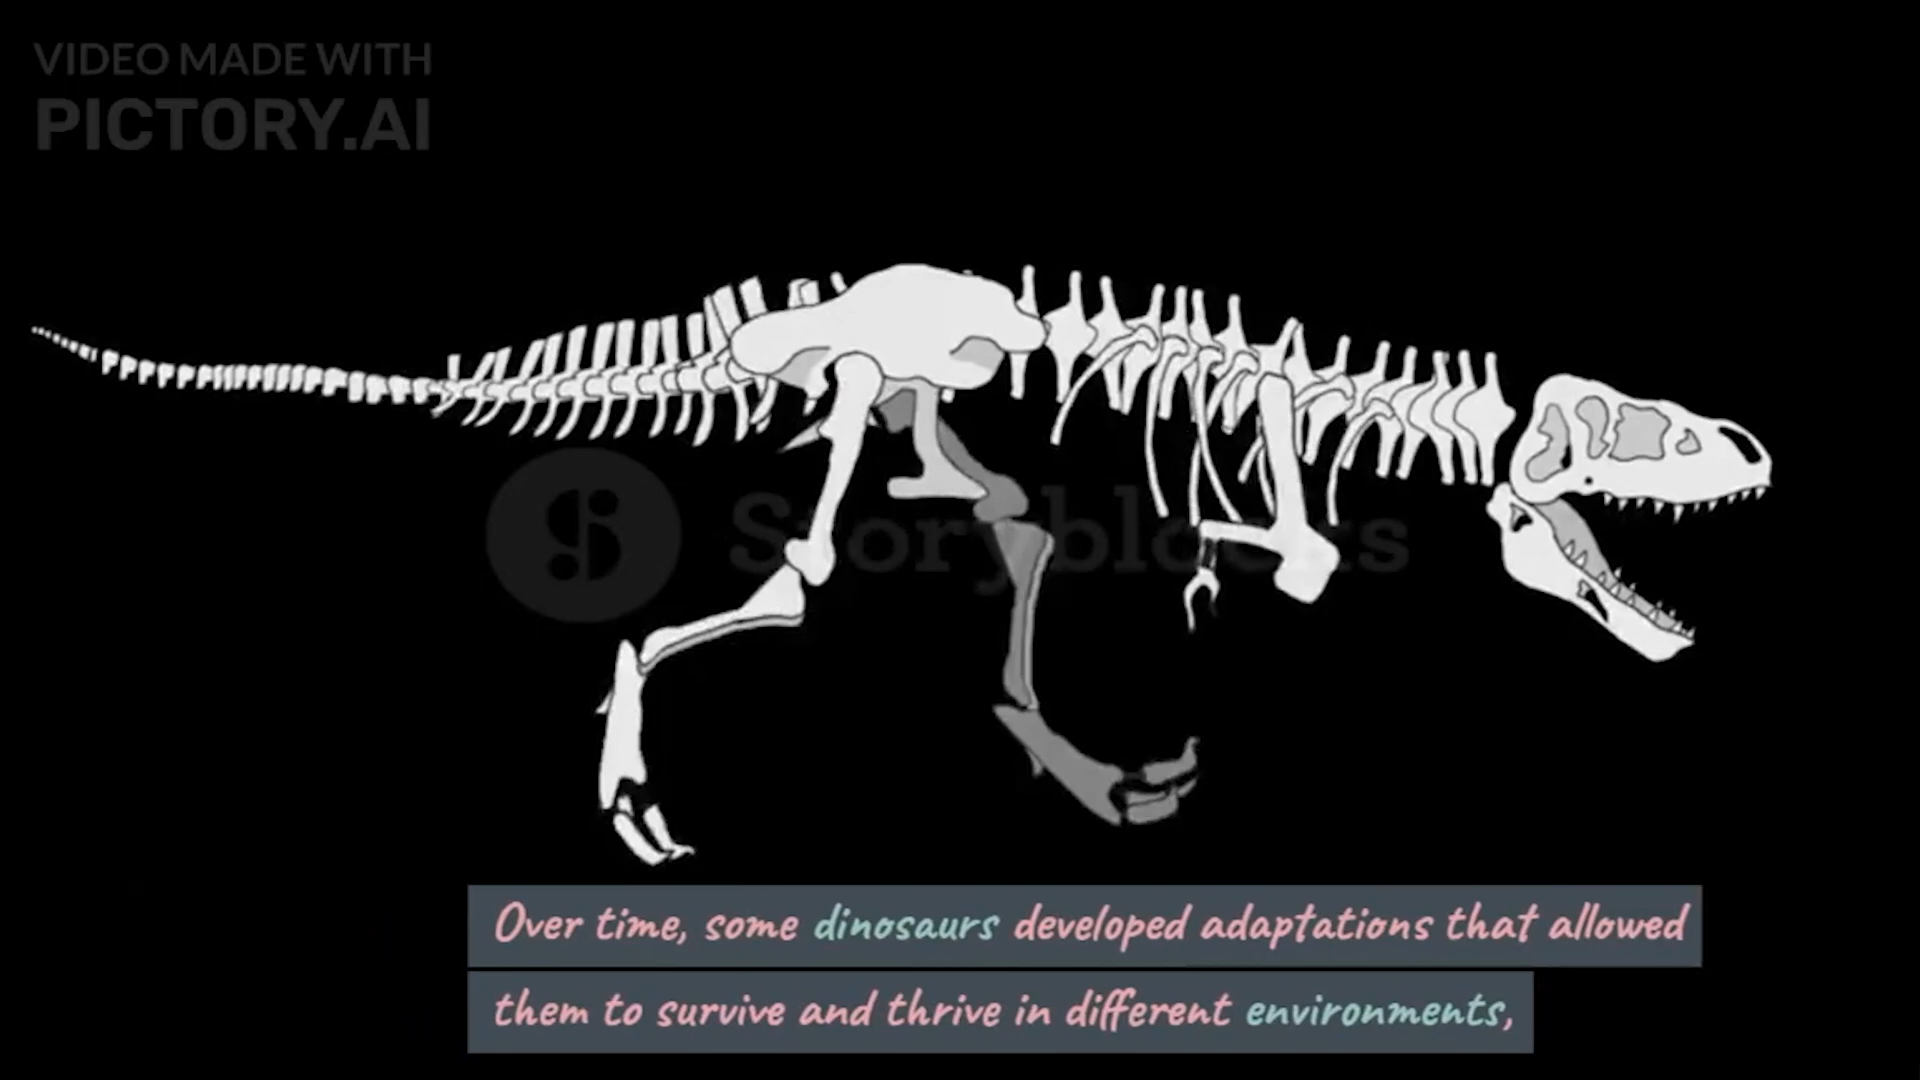 VIDEO MADE WITH
PICTORY.AI
Storyblocks
Over time, some dinosaurs developed adaptations that allowed
them to survive and thrive in different environments,